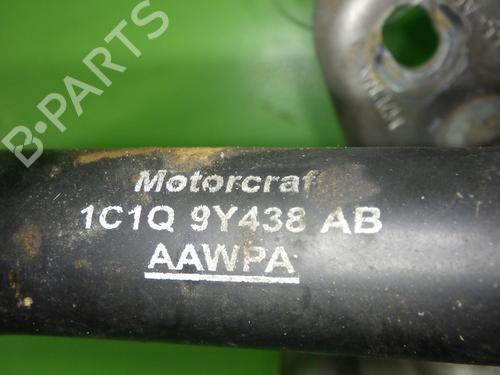 B-PARTS
Motorcraf
1C1Q 9Y438 AB
AAWPA